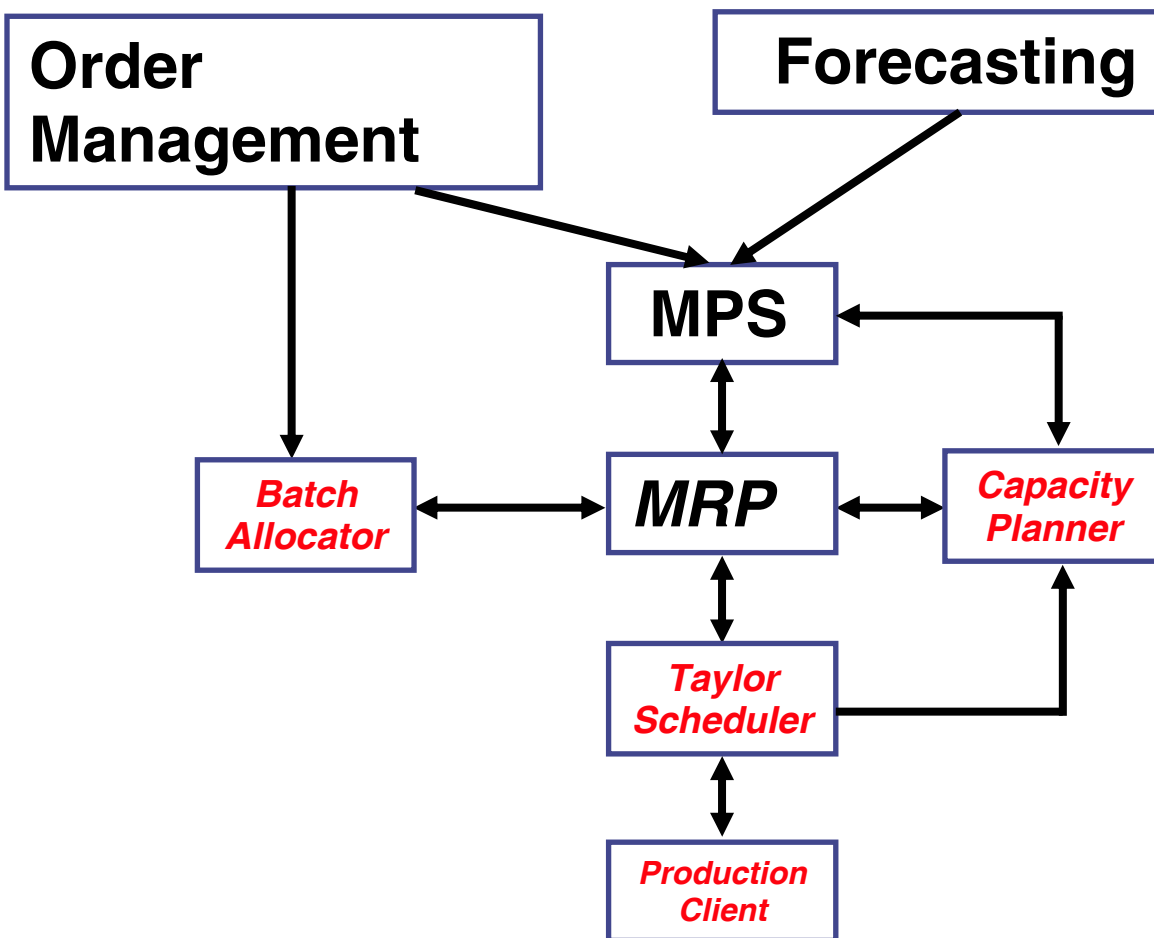 Order
Management
Forecasting
MPS
Batch
Allocator
MRP
Capacity
Planner
Taylor
Scheduler
Production
Client